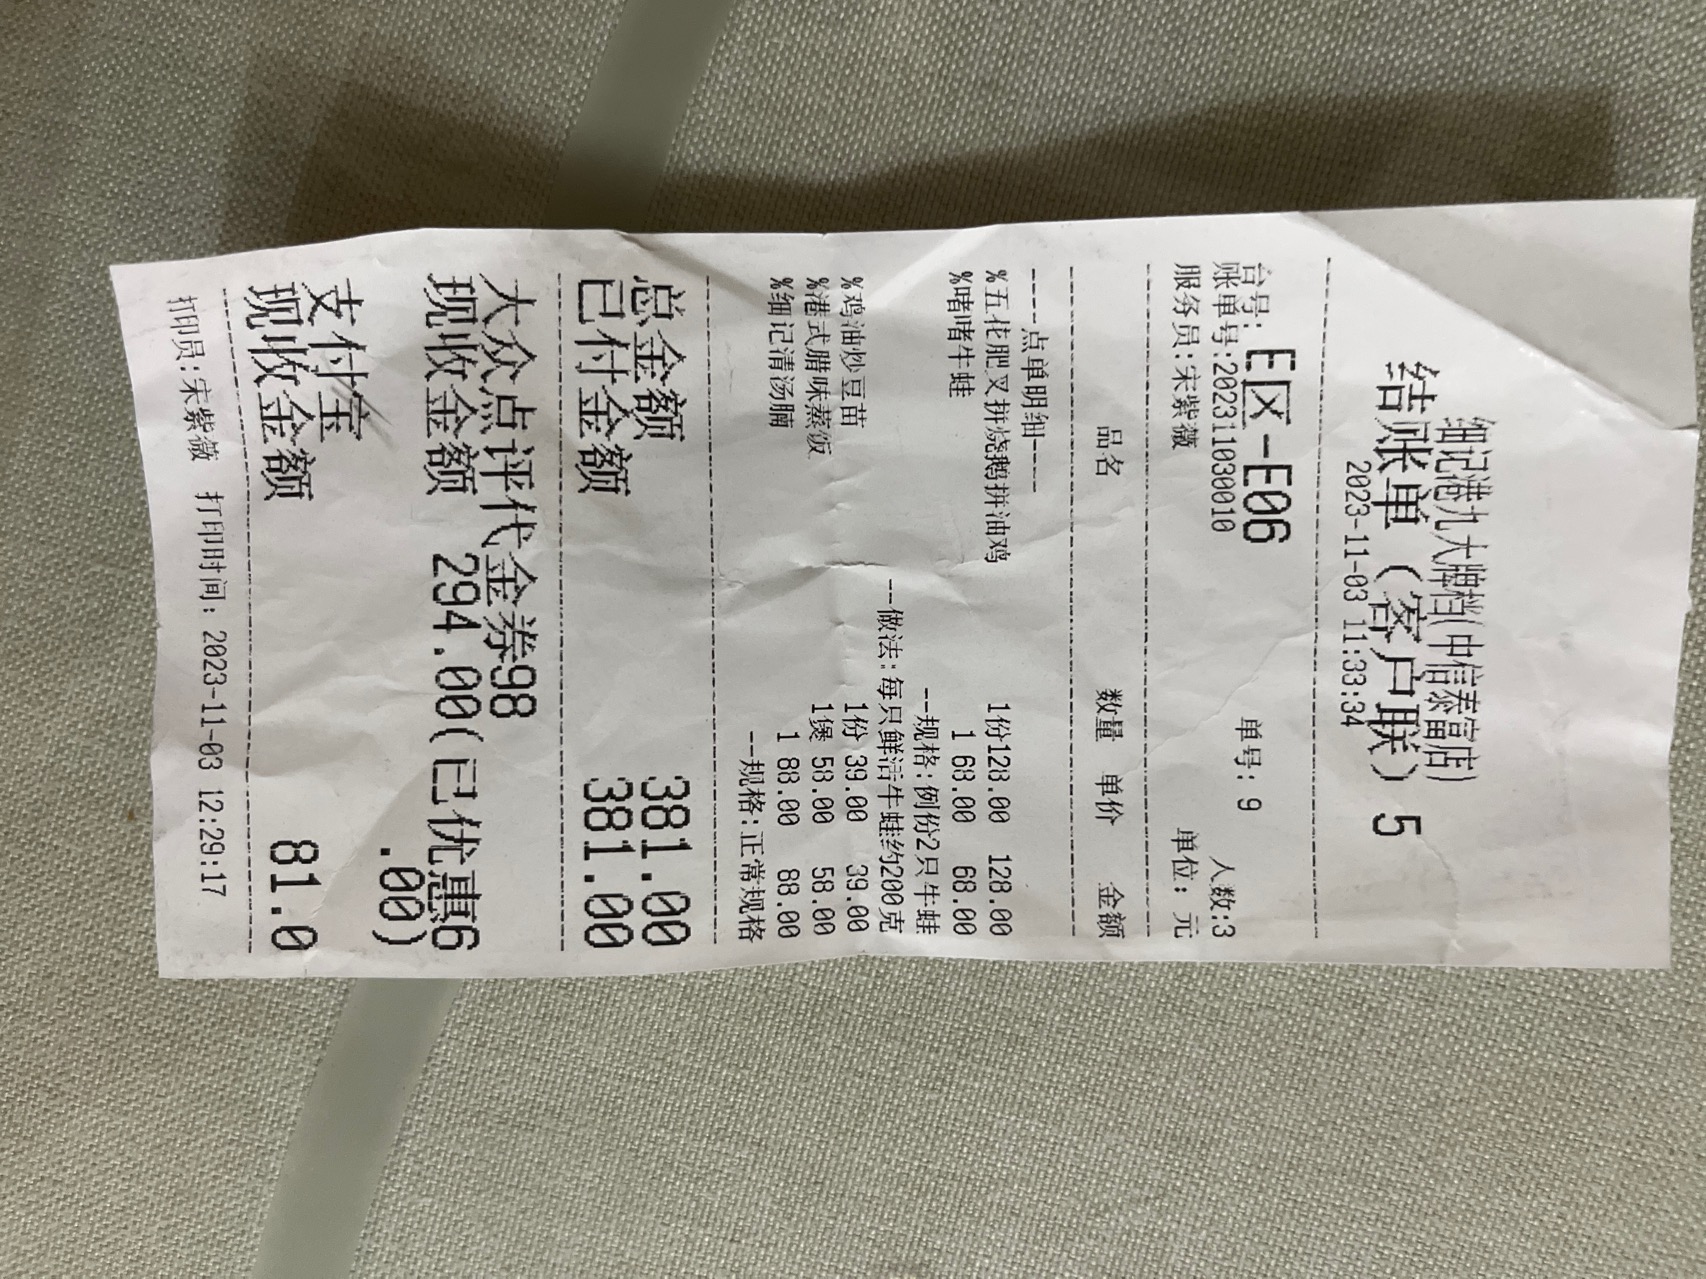 细记港九大牌档(中信泰富店)
结账单(客户联) 5
2023-11-03 11:33:34
台号: E区-E06 单号: 9
账单号:202311030010 人数:3
服务员:宋紫薇 单位: 元
品名 数量 单价 金额
----点单明细----
%五花肥叉拼烧鹅拼油鸡
1份128.00 128.00
%啫啫牛蛙 1 68.00 68.00
--规格:例份2只牛蛙
--做法:每只鲜活牛蛙约200克
%鸡油炒豆苗 1份 39.00 39.00
%港式腊味蒸饭 1煲 58.00 58.00
%细记清汤腩 1 88.00 88.00
--规格:正常规格
总金额 381.00
已付金额 381.00
大众点评代金券98
现收金额 294.00(已优惠6
.00)
支付宝
现收金额 81.0
打印员:宋紫薇 打印时间: 2023-11-03 12:29:17